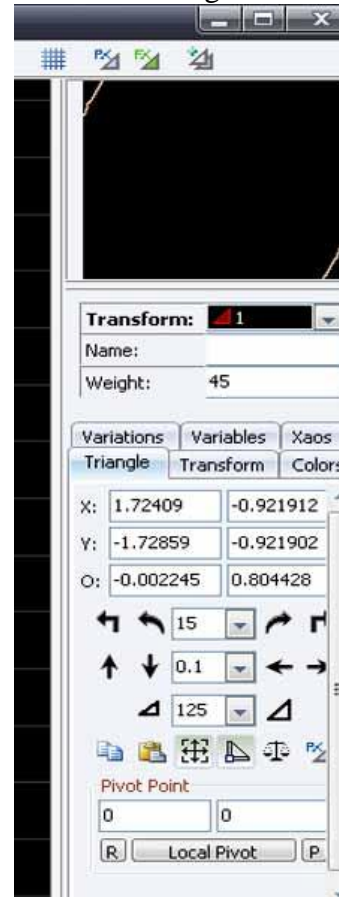 Transform: 1
Name:
Weight: 45
Variations Variables Xaos
Triangle Transform Colors
X: 1.72409 -0.921912
Y: -1.72859 -0.921902
O: -0.002245 0.804428
15
0.1
125
Pivot Point
0 0
R Local Pivot P